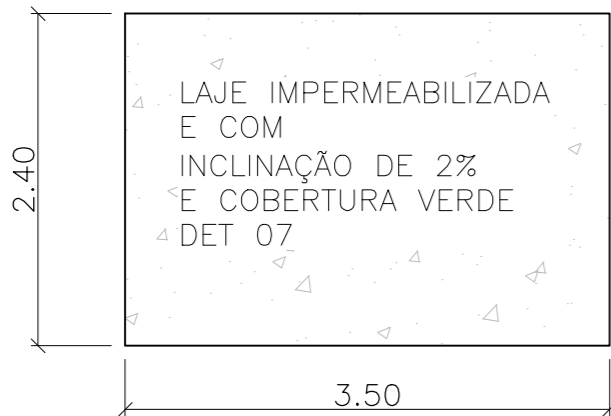 LAJE IMPERMEABILIZADA
E COM
INCLINAÇÃO DE 2%
E COBERTURA VERDE
DET 07
2.40
3.50